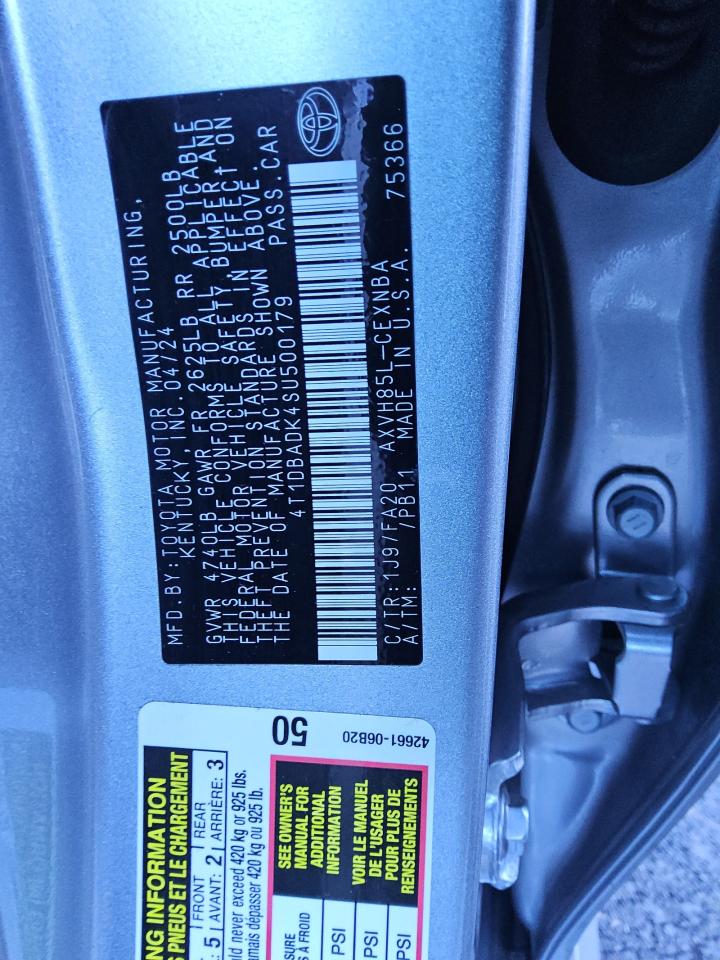 MFD.BY:TOYOTA MOTOR MANUFACTURING,
KENTUCKY, INC. 04/24
GVWR 4740LB GAWR FR 2625LB RR 2500LB
THIS VEHICLE CONFORMS TO ALL APPLICABLE
FEDERAL MOTOR VEHICLE SAFETY, BUMPER, AND
THEFT PREVENTION STANDARDS IN EFFECT ON
THE DATE OF MANUFACTURE SHOWN ABOVE.
4T1DBADK4SU500179 PASS.CAR
C/TR:1J97/FA20 AXVH85L-CEXNBA
A/TM: /PB11 MADE IN U.S.A. 75366
50
42661-06B20
ING INFORMATION
PNEUS ET LE CHARGEMENT
5 FRONT AVANT: 2 REAR ARRIÈRE: 3
never exceed 420 kg or 925 lbs.
jamais dépasser 420 kg ou 925 lb.
SEE OWNER'S
MANUAL FOR
ADDITIONAL
INFORMATION
VOIR LE MANUEL
DE L'USAGER
POUR PLUS DE
RENSEIGNEMENTS
À FROID
PSI
PSI
PSI